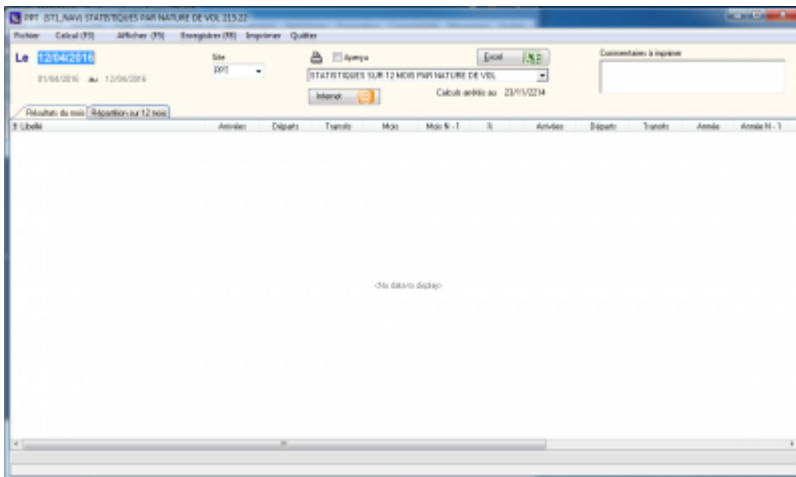 PPT (ST1_NAV) STATISTIQUES PAR NATURE DE VOL 213.22
Fichier Calcul (F3) Afficher (F5) Enregistrer (F8) Imprimer Quitter
Le 12/04/2016 Site Aperçu Excel Commentaires à imprimer
PPT STATISTIQUES SUR 12 MOIS PAR NATURE DE VOL
01/04/2016 au 12/04/2016
Internet Calculs arrêtés au 23/11/2214
Résultats du mois Répartition sur 12 mois
Libellé Arrivées Départs Transits Mois Mois N - 1 % Arrivées Départs Transits Année Année N - 1
<No data to display>